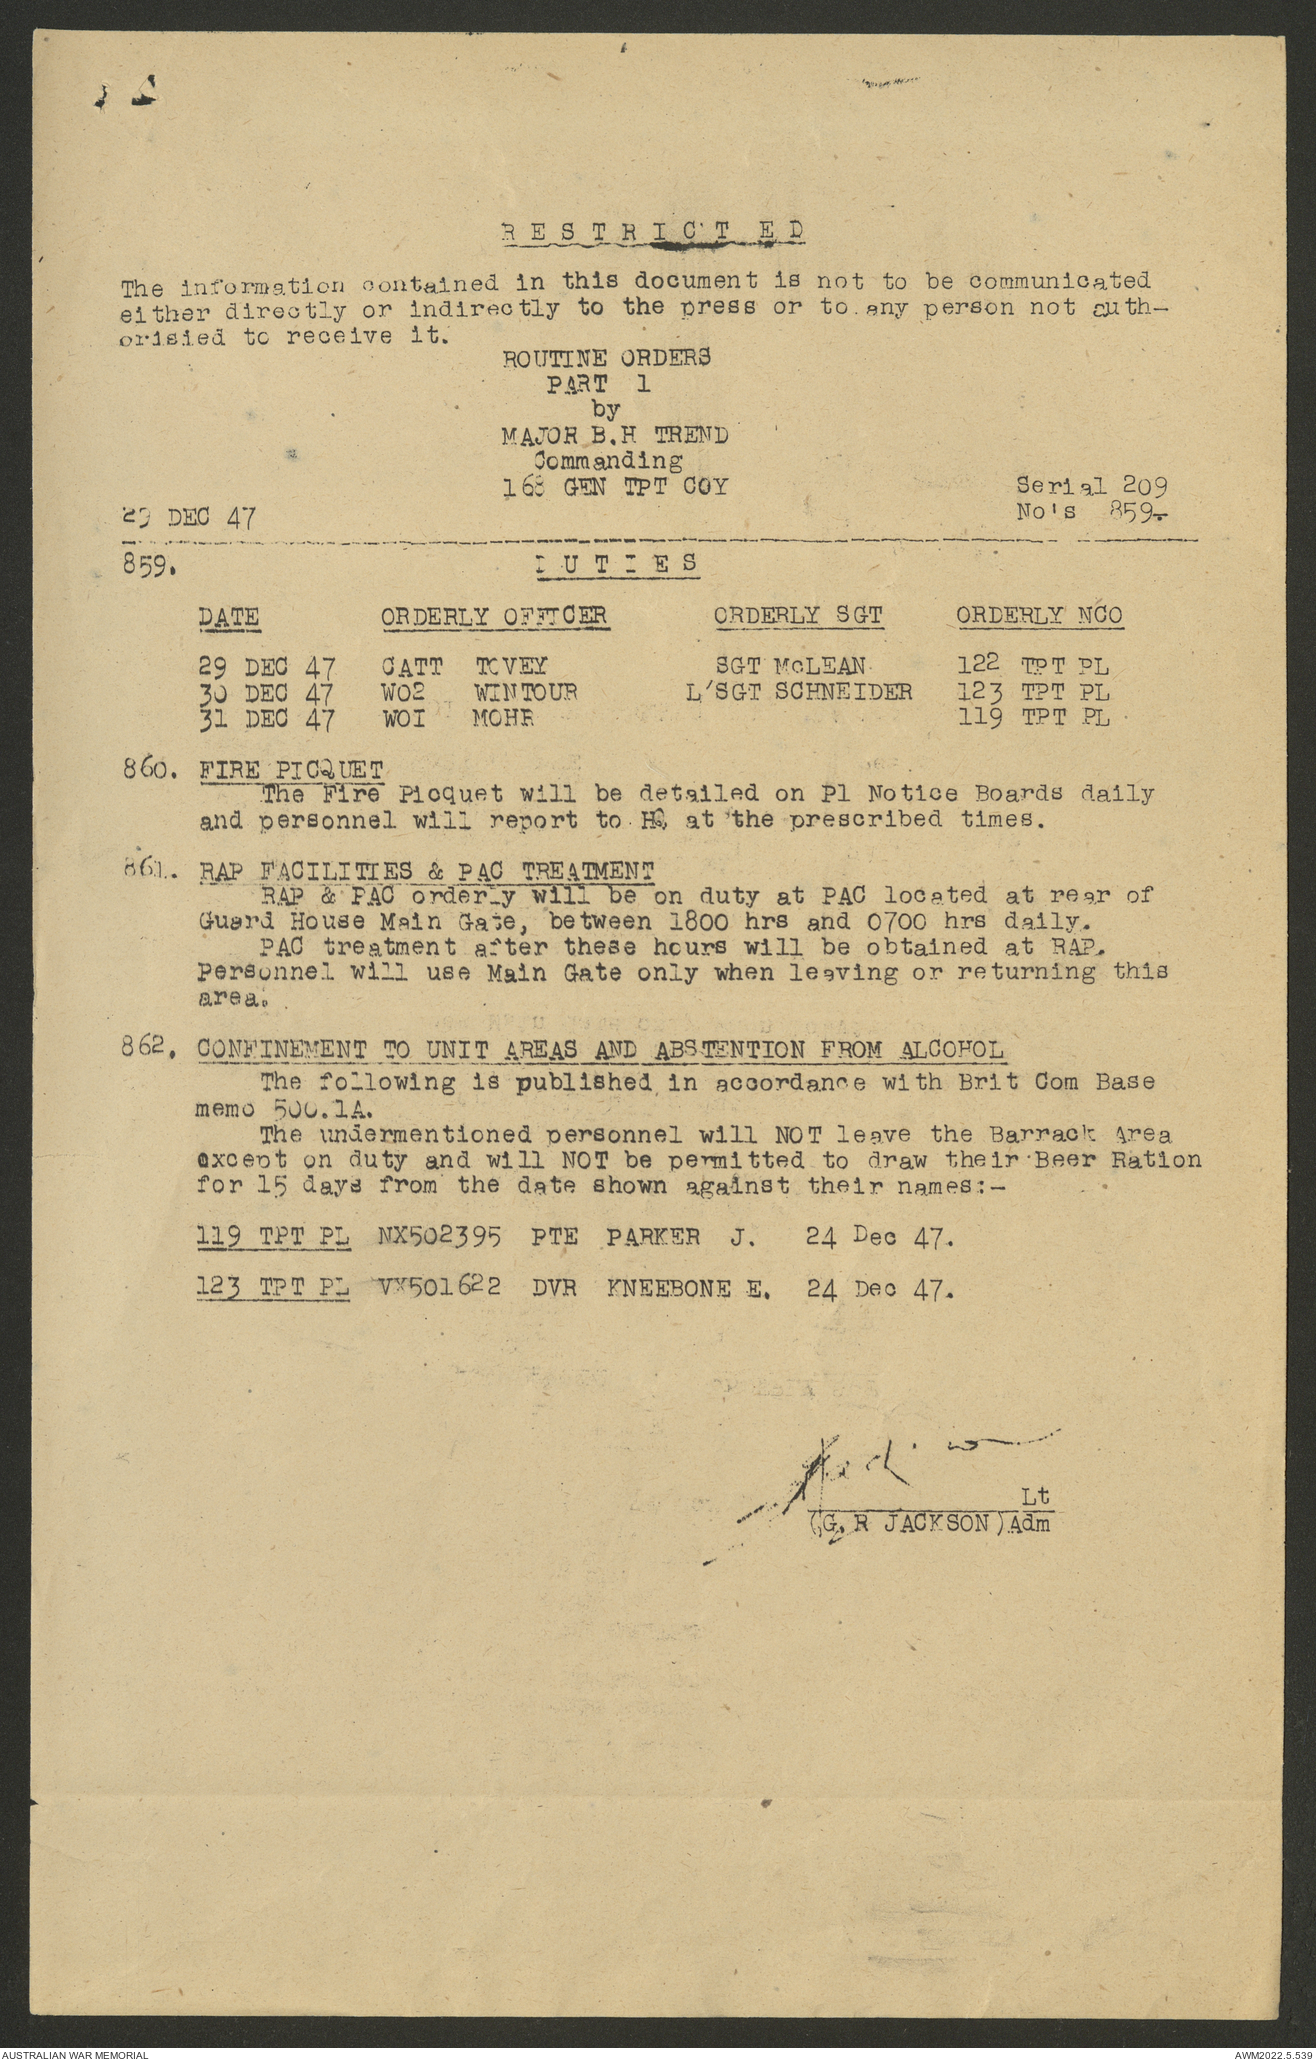 RESTRICTED
The information contained in this document is not to be communicated
either directly or indirectly to the press or to any person not auth-
orisied to receive it.
ROUTINE ORDERS
PART 1
by
MAJOR B.H TREND
Commanding
168 GEN TPT COY
Serial 209
29 DEC 47
No's 859-
859. DUTIES
DATE ORDERLY OFFICER ORDERLY SGT ORDERLY NCO
29 DEC 47 CATT TOVEY SGT McLEAN 122 TPT PL
30 DEC 47 WO2 WINTOUR L'SGT SCHNEIDER 123 TPT PL
31 DEC 47 WOI MOHR 119 TPT PL
860. FIRE PICQUET
The Fire Picquet will be detailed on Pl Notice Boards daily
and personnel will report to HQ at the prescribed times.
861. RAP FACILITIES & PAC TREATMENT
RAP & PAC orderly will be on duty at PAC located at rear of
Guard House Main Gate, between 1800 hrs and 0700 hrs daily.
PAC treatment after these hours will be obtained at RAP.
Personnel will use Main Gate only when leaving or returning this
area.
862. CONFINEMENT TO UNIT AREAS AND ABSTENTION FROM ALCOHOL
The following is published in accordance with Brit Com Base
memo 500.1A.
The undermentioned personnel will NOT leave the Barrack Area
except on duty and will NOT be permitted to draw their Beer Ration
for 15 days from the date shown against their names:-
119 TPT PL NX502395 PTE PARKER J. 24 Dec 47.
123 TPT PL VX501622 DVR KNEEBONE E. 24 Dec 47.
Lt
(G.R JACKSON)Adm
AUSTRALIAN WAR MEMORIAL
AWM2022.5.539